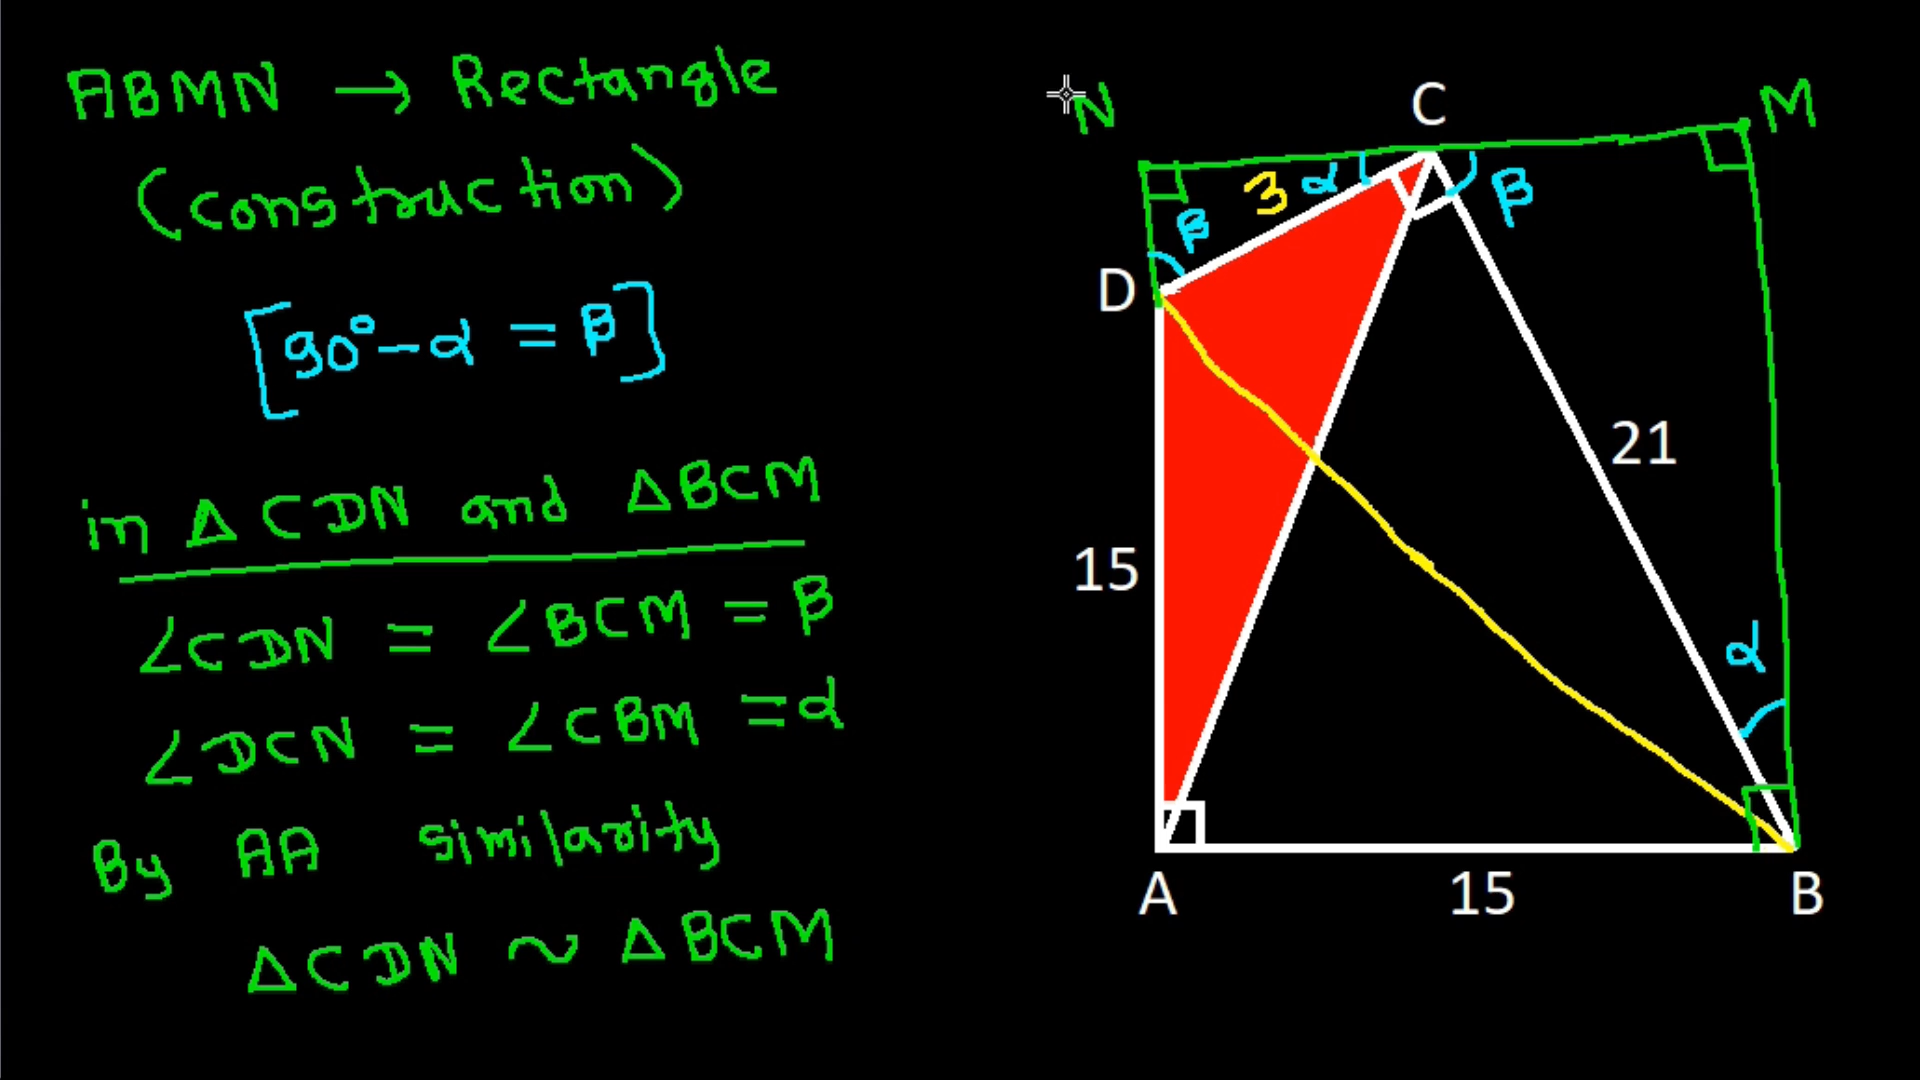 ABMN → Rectangle
(Construction)
[90° - α = β]
in Δ CDN and ΔBCM
∠CDN = ∠BCM = β
∠DCN = ∠CBM = α
By AA similarity
ΔCDN ~ ΔBCM
N
C
M
3
α
β
β
D
21
15
α
A
15
B